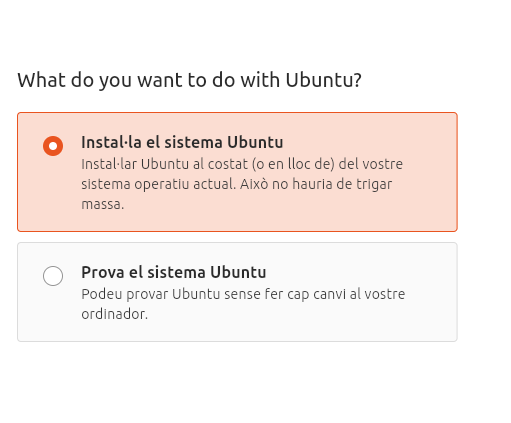 What do you want to do with Ubuntu?
Instal·la el sistema Ubuntu
Instal·lar Ubuntu al costat (o en lloc de) del vostre
sistema operatiu actual. Això no hauria de trigar
massa.
Prova el sistema Ubuntu
Podeu provar Ubuntu sense fer cap canvi al vostre
ordinador.